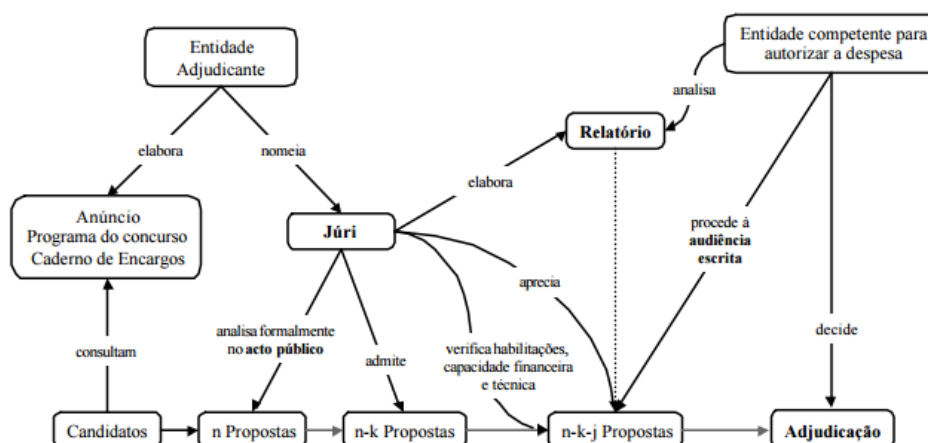 Entidade
Adjudicante
Entidade competente para
autorizar a despesa
analisa
Relatório
elabora
nomeia
elabora
Anúncio
Programa do concurso
Caderno de Encargos
Júri
procede à
audiência
escrita
aprecia
analisa formalmente
no acto público
consultam
admite
verifica habilitações,
capacidade financeira
e técnica
decide
Candidatos
n Propostas
n-k Propostas
n-k-j Propostas
Adjudicação